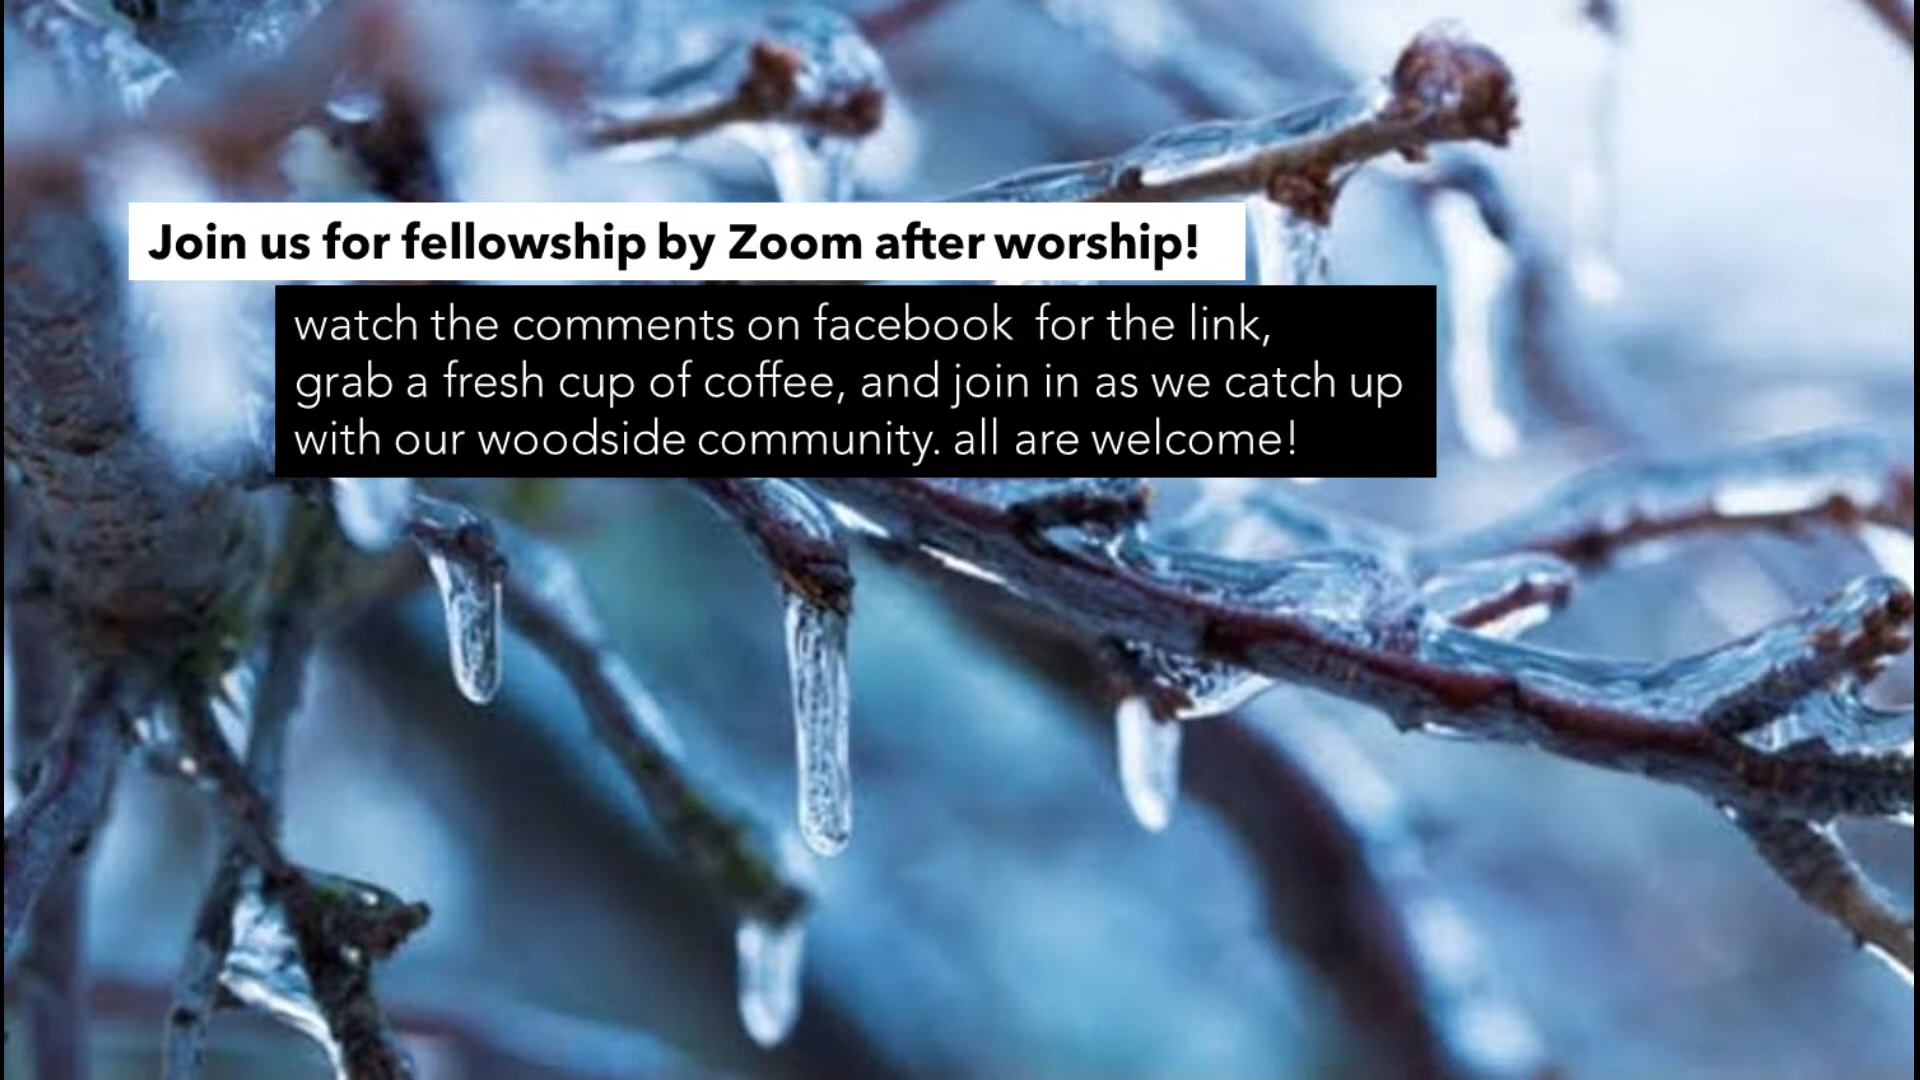 Join us for fellowship by Zoom after worship!
watch the comments on facebook for the link,
grab a fresh cup of coffee, and join in as we catch up
with our woodside community. all are welcome!